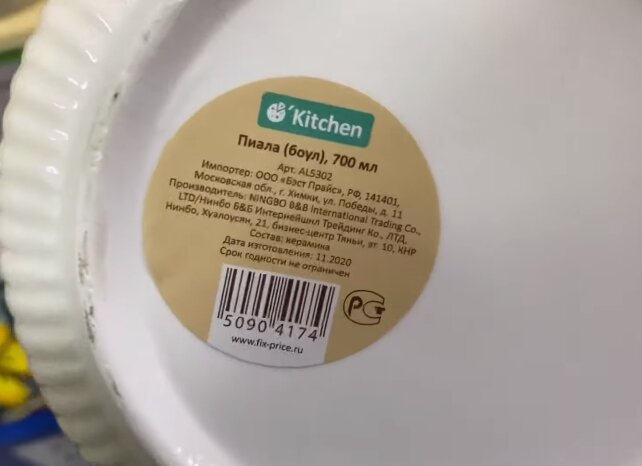 ´Kitchen
Пиала (боул), 700 мл
Арт. AL5302
Импортер: ООО «Бэст Прайс», РФ, 141401,
Московская обл., г. Химки, ул. Победы, д. 11
Производитель: NINGBO B&B International Trading Co.,
LTD/Нинбо Б&Б Интернейшнл Трейдинг Ко., ЛТД,
Нинбо, Хуалоусян, 21, бизнес-центр Тяньи, эт. 10, КНР
Состав: керамика
Дата изготовления: 11.2020
Срок годности не ограничен
5090 4174
www.fix-price.ru
РСТ